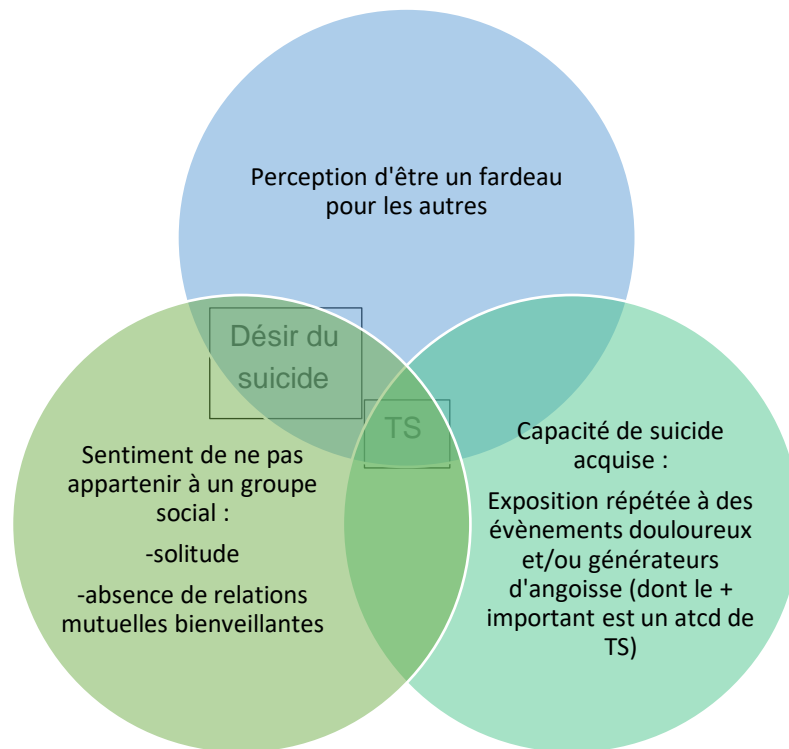 Perception d'être un fardeau
pour les autres
Désir du
suicide
TS
Sentiment de ne pas
appartenir à un groupe
social :
-solitude
-absence de relations
mutuelles bienveillantes
Capacité de suicide
acquise :
Exposition répétée à des
évènements douloureux
et/ou générateurs
d'angoisse (dont le +
important est un atcd de
TS)